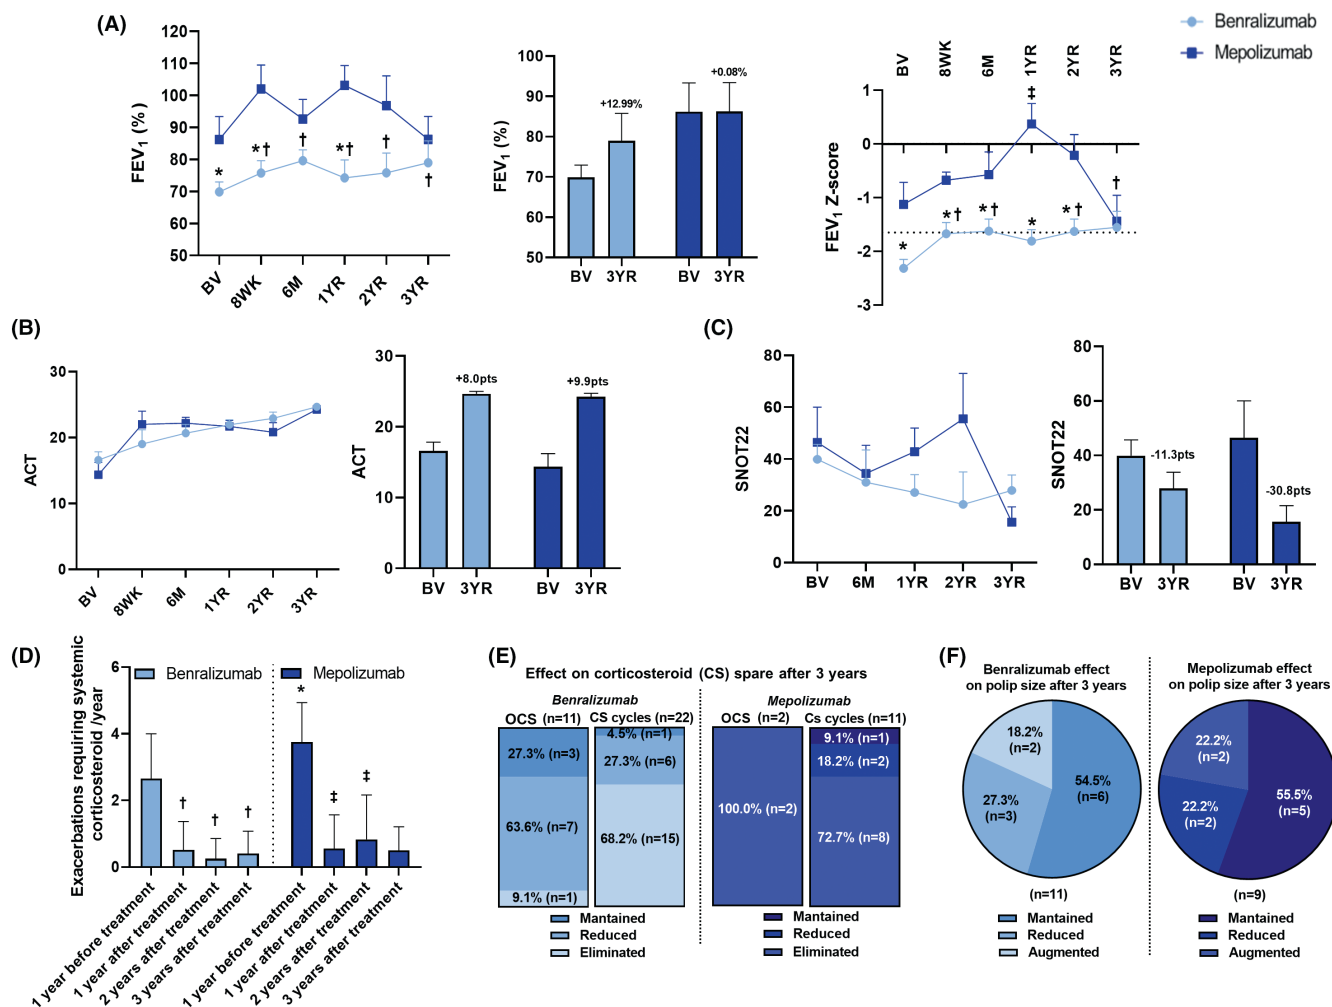 (A)
Benralizumab
Mepolizumab
FEV1 (%)
120
110
100
90
80
70
60
50
*
*†
†
*†
†
†
BV
8WK
6M
1YR
2YR
3YR
FEV1 (%)
100
90
80
70
60
50
+12.99%
+0.08%
BV 3YR BV 3YR
BV
8WK
6M
1YR
2YR
3YR
FEV1 Z-score
1
0
-1
-2
-3
‡
†
*
*†
*†
*
*†
(B)
ACT
30
20
10
0
BV
8WK
6M
1YR
2YR
3YR
ACT
30
20
10
0
+8.0pts
+9.9pts
BV 3YR BV 3YR
(C)
SNOT22
80
60
40
20
0
BV 6M 1YR 2YR 3YR
SNOT22
80
60
40
20
0
-11.3pts
-30.8pts
BV 3YR BV 3YR
(D)
Exacerbations requiring systemic
corticosteroid /year
6
4
2
0
Benralizumab
Mepolizumab
†
†
†
*
‡
‡
1 year before treatment
1 year after treatment
2 years after treatment
3 years after treatment
1 year before treatment
1 year after treatment
2 years after treatment
3 years after treatment
(E)
Effect on corticosteroid (CS) spare after 3 years
Benralizumab
OCS (n=11) CS cycles (n=22)
27.3% (n=3)
63.6% (n=7)
9.1% (n=1)
4.5% (n=1)
27.3% (n=6)
68.2% (n=15)
Mantained
Reduced
Eliminated
Mepolizumab
OCS (n=2) Cs cycles (n=11)
100.0% (n=2)
9.1% (n=1)
18.2% (n=2)
72.7% (n=8)
Mantained
Reduced
Eliminated
(F)
Benralizumab effect
on polip size after 3 years
18.2%
(n=2)
54.5%
(n=6)
27.3%
(n=3)
(n=11)
Mantained
Reduced
Augmented
Mepolizumab effect
on polip size after 3 years
22.2%
(n=2)
55.5%
(n=5)
22.2%
(n=2)
(n=9)
Mantained
Reduced
Augmented